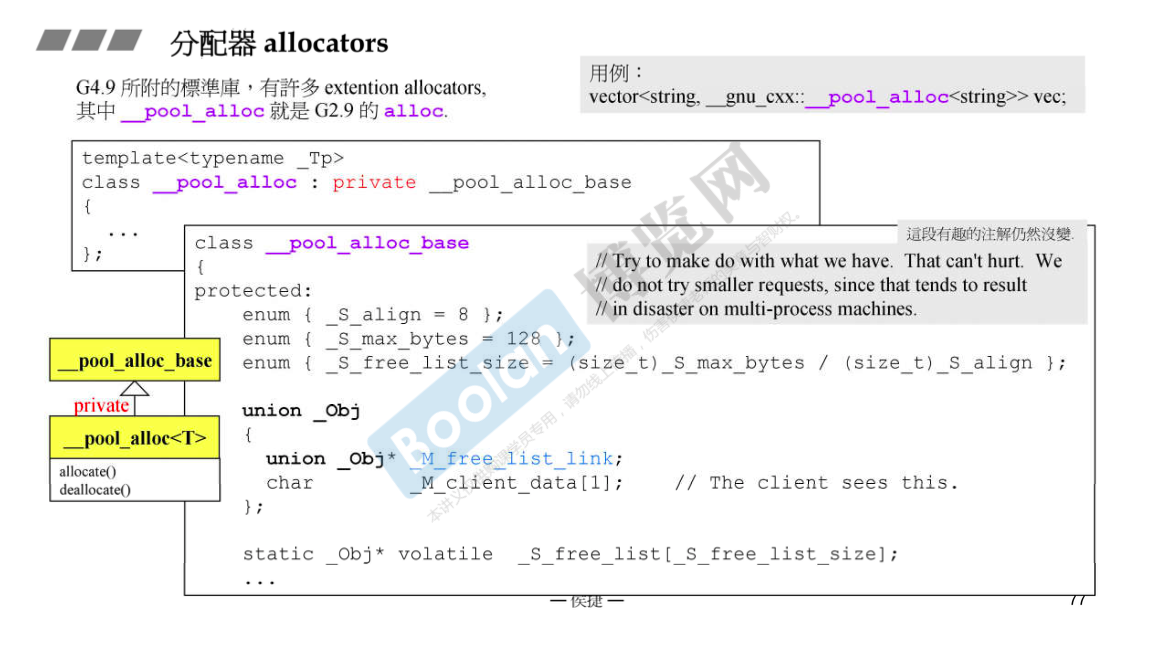 分配器 allocators
G4.9 所附的標準庫，有許多 extention allocators,
其中 __pool_alloc 就是 G2.9 的 alloc.
用例：
vector<string, __gnu_cxx::__pool_alloc<string>> vec;
template<typename _Tp>
class __pool_alloc : private __pool_alloc_base
{
...
};
class __pool_alloc_base
{
protected:
enum { _S_align = 8 };
enum { _S_max_bytes = 128 };
enum { _S_free_list_size = (size_t)_S_max_bytes / (size_t)_S_align };
union _Obj
{
union _Obj* _M_free_list_link;
char _M_client_data[1]; // The client sees this.
};
static _Obj* volatile _S_free_list[_S_free_list_size];
...
這段有趣的注解仍然沒變.
// Try to make do with what we have. That can't hurt. We
// do not try smaller requests, since that tends to result
// in disaster on multi-process machines.
__pool_alloc_base
private
__pool_alloc<T>
allocate()
deallocate()
Boolan 博览网
— 侯捷 —
77